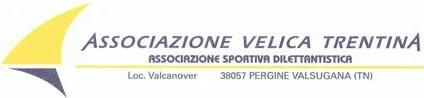 ASSOCIAZIONE VELICA TRENTINA
ASSOCIAZIONE SPORTIVA DILETTANTISTICA
Loc. Valcanover 38057 PERGINE VALSUGANA (TN)